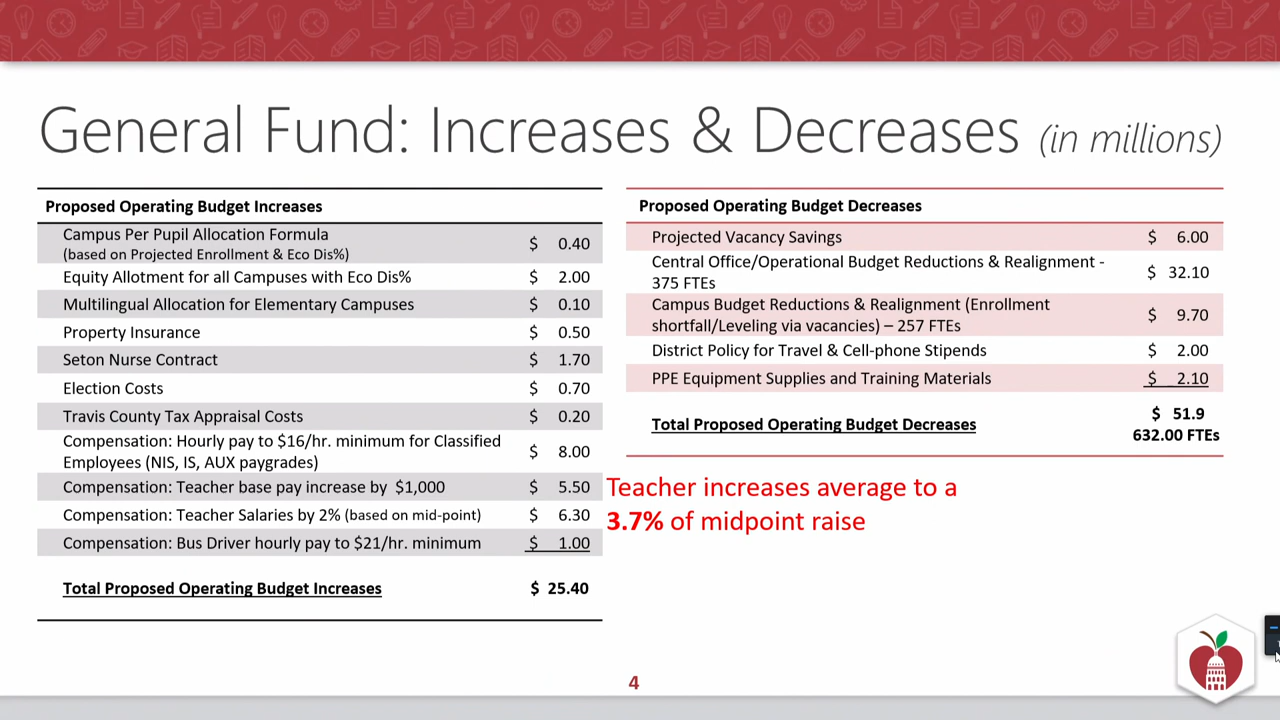 General Fund: Increases & Decreases (in millions)
Proposed Operating Budget Increases
Campus Per Pupil Allocation Formula
(based on Projected Enrollment & Eco Dis%) $ 0.40
Equity Allotment for all Campuses with Eco Dis% $ 2.00
Multilingual Allocation for Elementary Campuses $ 0.10
Property Insurance $ 0.50
Seton Nurse Contract $ 1.70
Election Costs $ 0.70
Travis County Tax Appraisal Costs $ 0.20
Compensation: Hourly pay to $16/hr. minimum for Classified
Employees (NIS, IS, AUX paygrades) $ 8.00
Compensation: Teacher base pay increase by $1,000 $ 5.50
Compensation: Teacher Salaries by 2% (based on mid-point) $ 6.30
Compensation: Bus Driver hourly pay to $21/hr. minimum $ 1.00
Total Proposed Operating Budget Increases $ 25.40
Proposed Operating Budget Decreases
Projected Vacancy Savings $ 6.00
Central Office/Operational Budget Reductions & Realignment -
375 FTEs $ 32.10
Campus Budget Reductions & Realignment (Enrollment
shortfall/Leveling via vacancies) – 257 FTEs $ 9.70
District Policy for Travel & Cell-phone Stipends $ 2.00
PPE Equipment Supplies and Training Materials $ 2.10
Total Proposed Operating Budget Decreases $ 51.9
632.00 FTEs
Teacher increases average to a
3.7% of midpoint raise
4